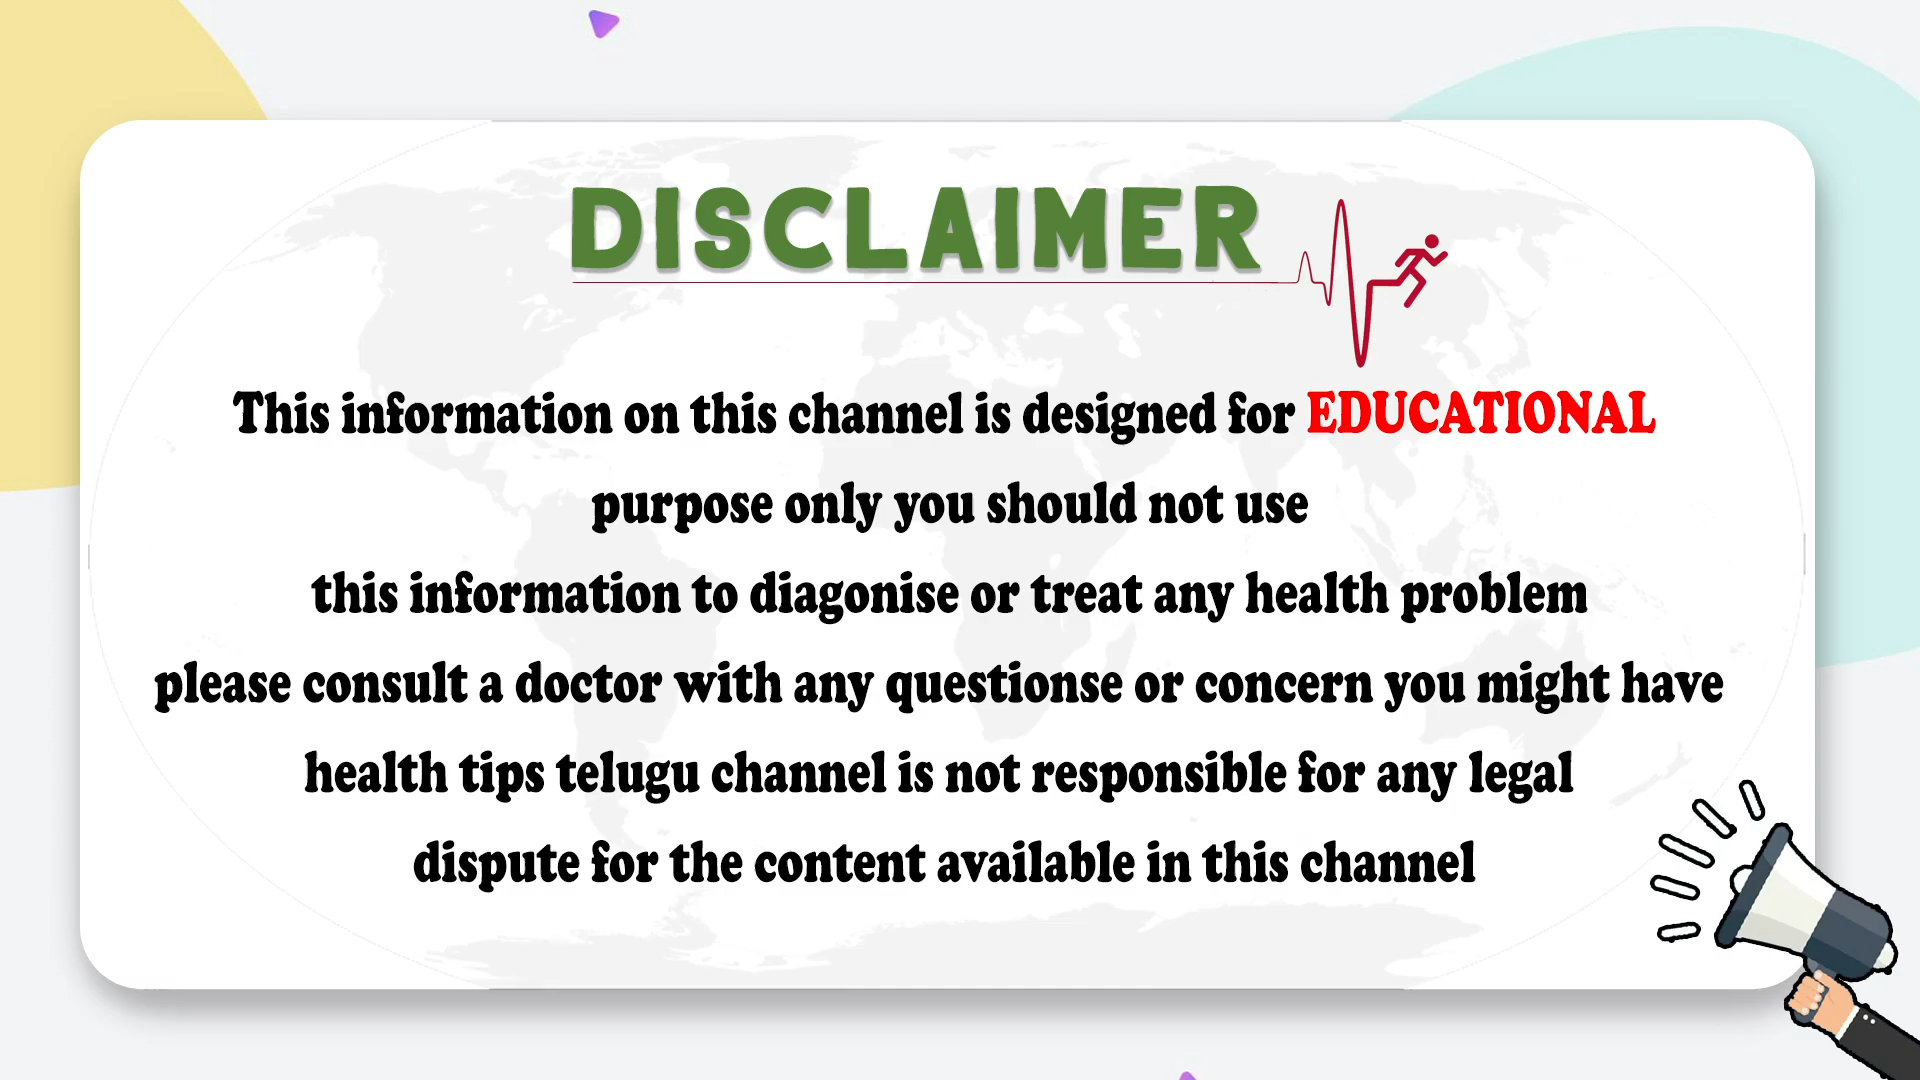 DISCLAIMER
This information on this channel is designed for EDUCATIONAL
purpose only you should not use
this information to diagonise or treat any health problem
please consult a doctor with any questionse or concern you might have
health tips telugu channel is not responsible for any legal
dispute for the content available in this channel